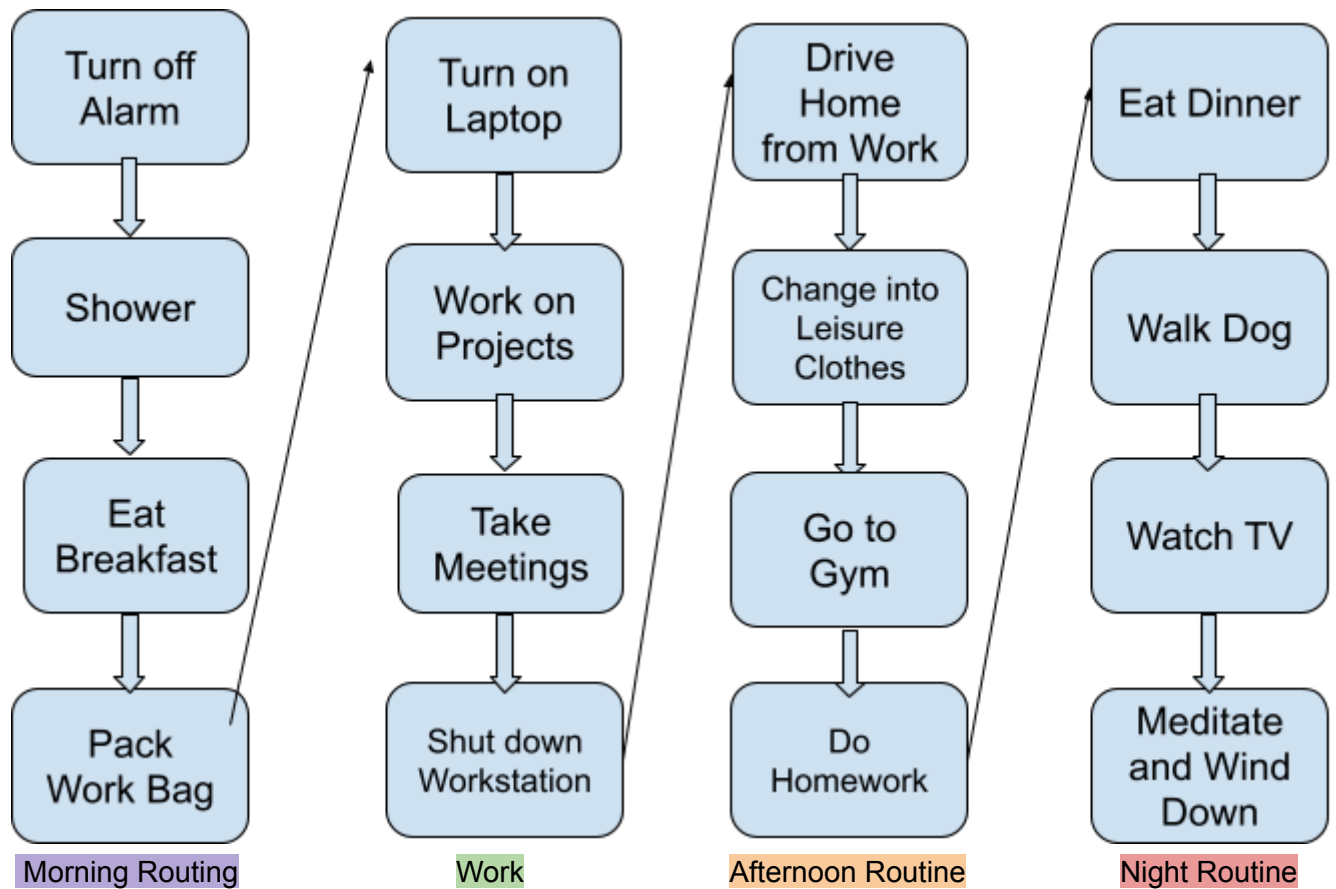 Turn off
Alarm
Shower
Eat
Breakfast
Pack
Work Bag
Morning Routing
Turn on
Laptop
Work on
Projects
Take
Meetings
Shut down
Workstation
Work
Drive
Home
from Work
Change into
Leisure
Clothes
Go to
Gym
Do
Homework
Afternoon Routine
Eat Dinner
Walk Dog
Watch TV
Meditate
and Wind
Down
Night Routine